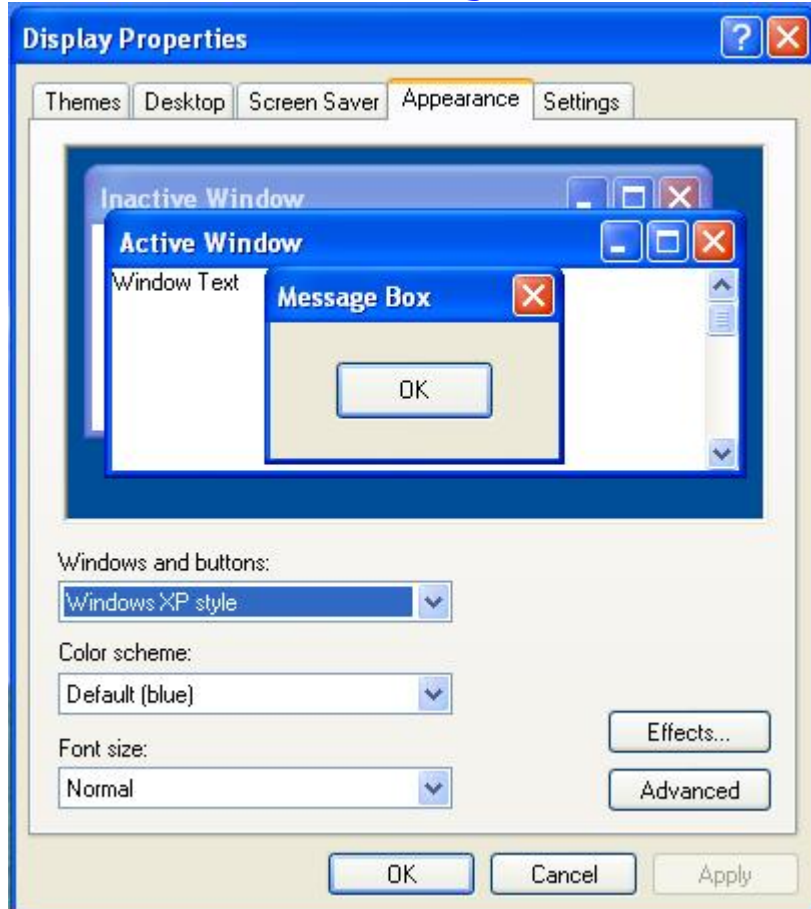 Display Properties
Themes Desktop Screen Saver Appearance Settings
Inactive Window
Active Window
Window Text
Message Box
OK
Windows and buttons:
Windows XP style
Color scheme:
Default (blue)
Effects...
Font size:
Normal
Advanced
OK Cancel Apply